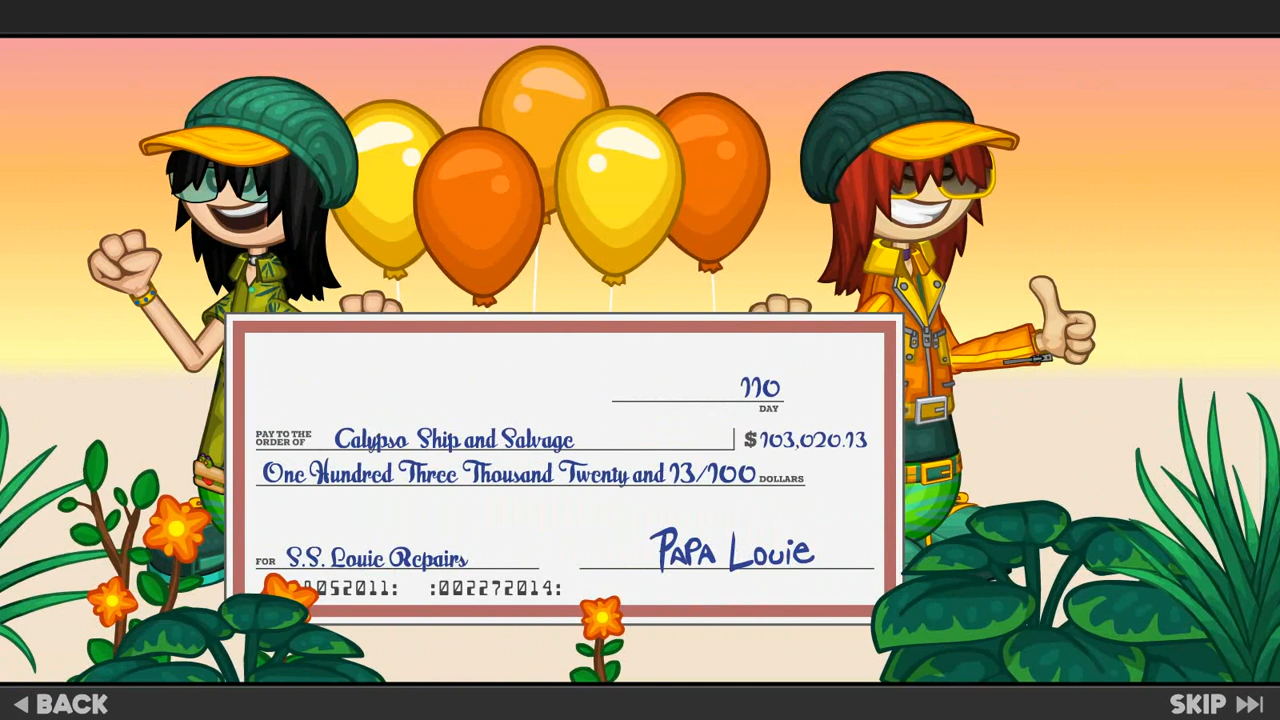 110
DAY
PAY TO THE
ORDER OF
Calypso Ship and Salvage
$103,020.13
One Hundred Three Thousand Twenty and 13/100 DOLLARS
PAPA LOUIE
FOR S.S. Louie Repairs
0052011: :002272014:
BACK
SKIP